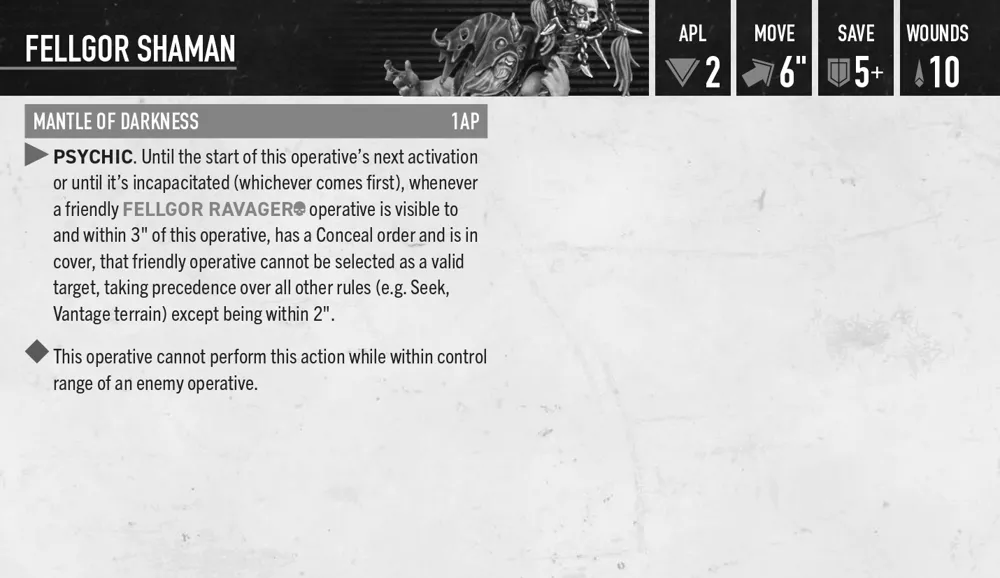 FELLGOR SHAMAN
APL
2
MOVE
6"
SAVE
5+
WOUNDS
10
MANTLE OF DARKNESS 1AP
PSYCHIC. Until the start of this operative's next activation
or until it's incapacitated (whichever comes first), whenever
a friendly FELLGOR RAVAGER operative is visible to
and within 3" of this operative, has a Conceal order and is in
cover, that friendly operative cannot be selected as a valid
target, taking precedence over all other rules (e.g. Seek,
Vantage terrain) except being within 2".
This operative cannot perform this action while within control
range of an enemy operative.